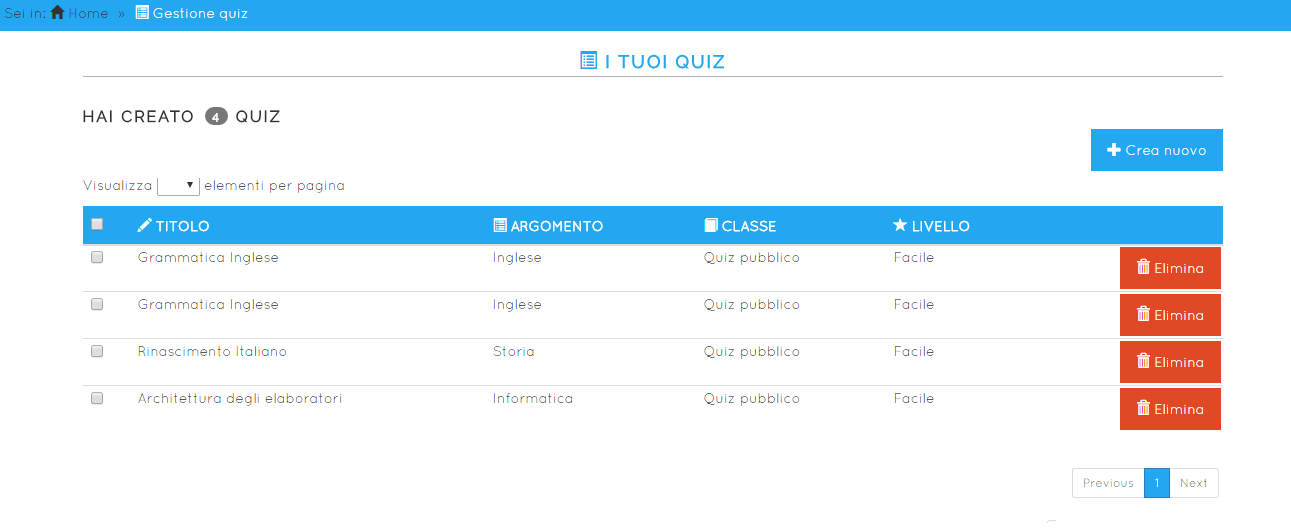 Sei in: Home » Gestione quiz
I TUOI QUIZ
HAI CREATO 4 QUIZ
Crea nuovo
Visualizza elementi per pagina
TITOLO ARGOMENTO CLASSE LIVELLO
Grammatica Inglese Inglese Quiz pubblico Facile Elimina
Grammatica Inglese Inglese Quiz pubblico Facile Elimina
Rinascimento Italiano Storia Quiz pubblico Facile Elimina
Architettura degli elaboratori Informatica Quiz pubblico Facile Elimina
Previous 1 Next